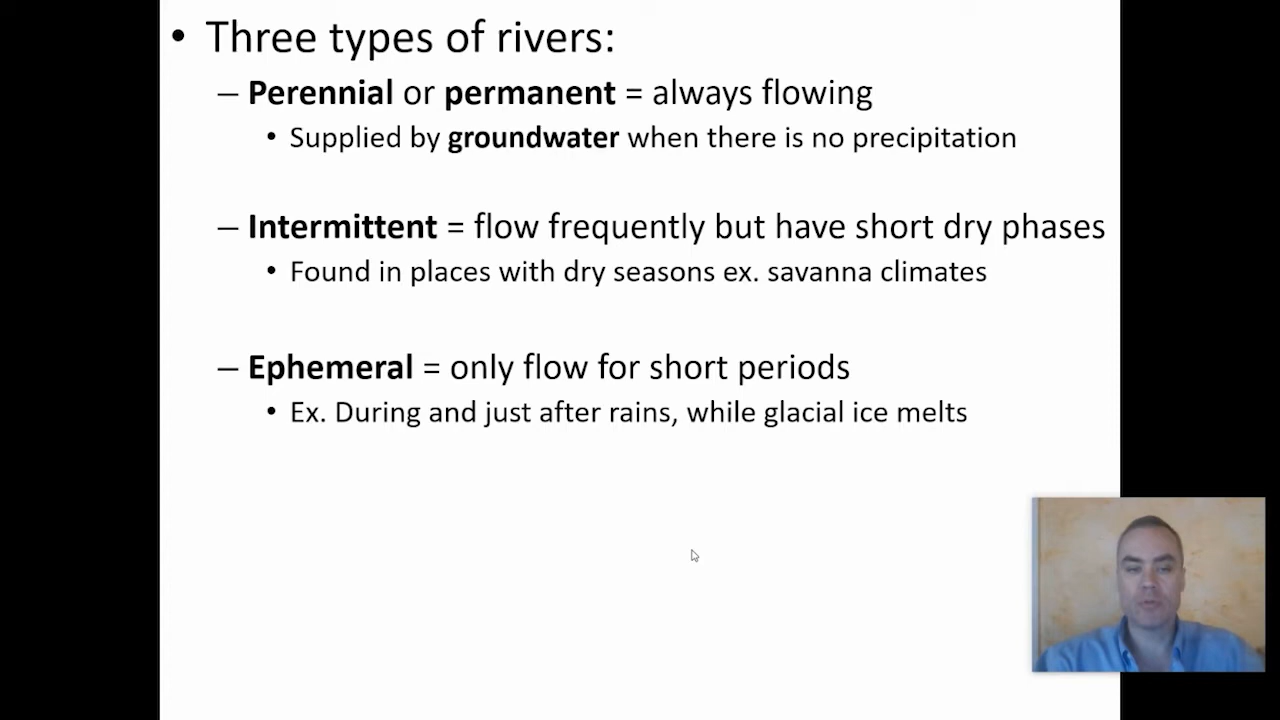 • Three types of rivers:
– Perennial or permanent = always flowing
• Supplied by groundwater when there is no precipitation
– Intermittent = flow frequently but have short dry phases
• Found in places with dry seasons ex. savanna climates
– Ephemeral = only flow for short periods
• Ex. During and just after rains, while glacial ice melts